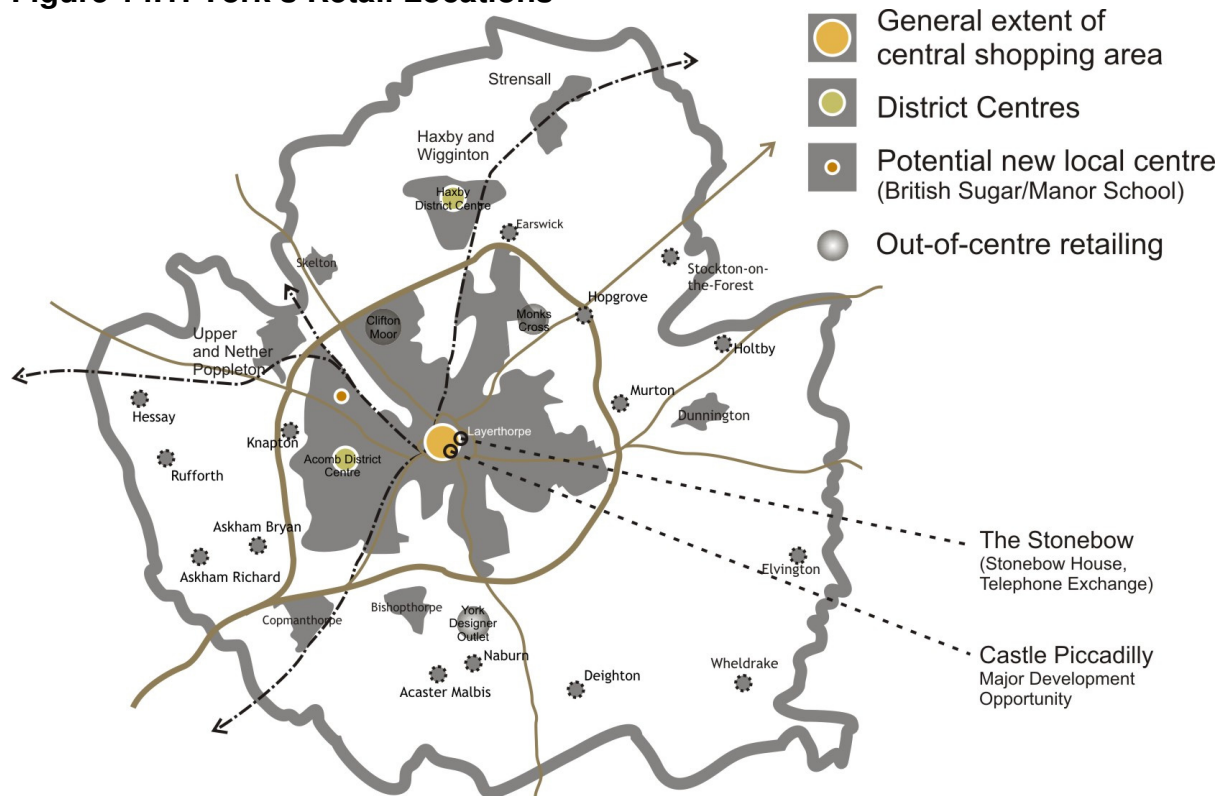 General extent of
central shopping area
District Centres
Potential new local centre
(British Sugar/Manor School)
Out-of-centre retailing
Strensall
Haxby and
Wigginton
Haxby
District Centre
Earswick
Skelton
Stockton-on-
the-Forest
Hopgrove
Clifton
Moor
Monks
Cross
Upper
and Nether
Poppleton
Holtby
Hessay
Murton
Dunnington
Knapton
Layerthorpe
Acomb District
Centre
Rufforth
Askham Bryan
Askham Richard
The Stonebow
(Stonebow House,
Telephone Exchange)
Elvington
Copmanthorpe
Bishopthorpe
York
Designer
Outlet
Naburn
Acaster Malbis
Deighton
Wheldrake
Castle Piccadilly
Major Development
Opportunity